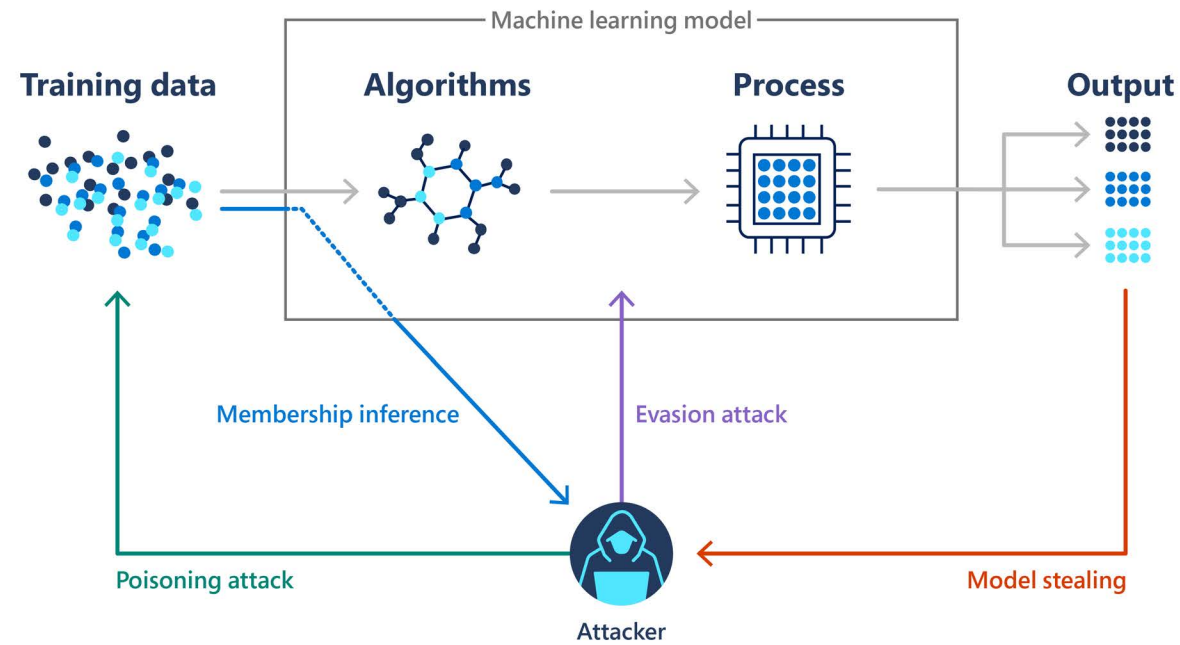 Machine learning model
Training data
Algorithms
Process
Output
Membership inference
Evasion attack
Poisoning attack
Model stealing
Attacker